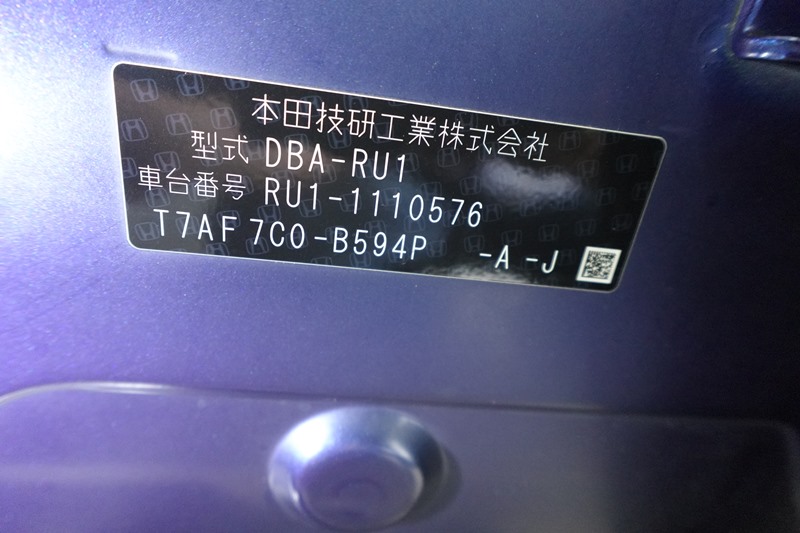 本田技研工業株式会社
型式 DBA-RU1
車台番号 RU1-1110576
T7AF 7C0-B594P -A -J